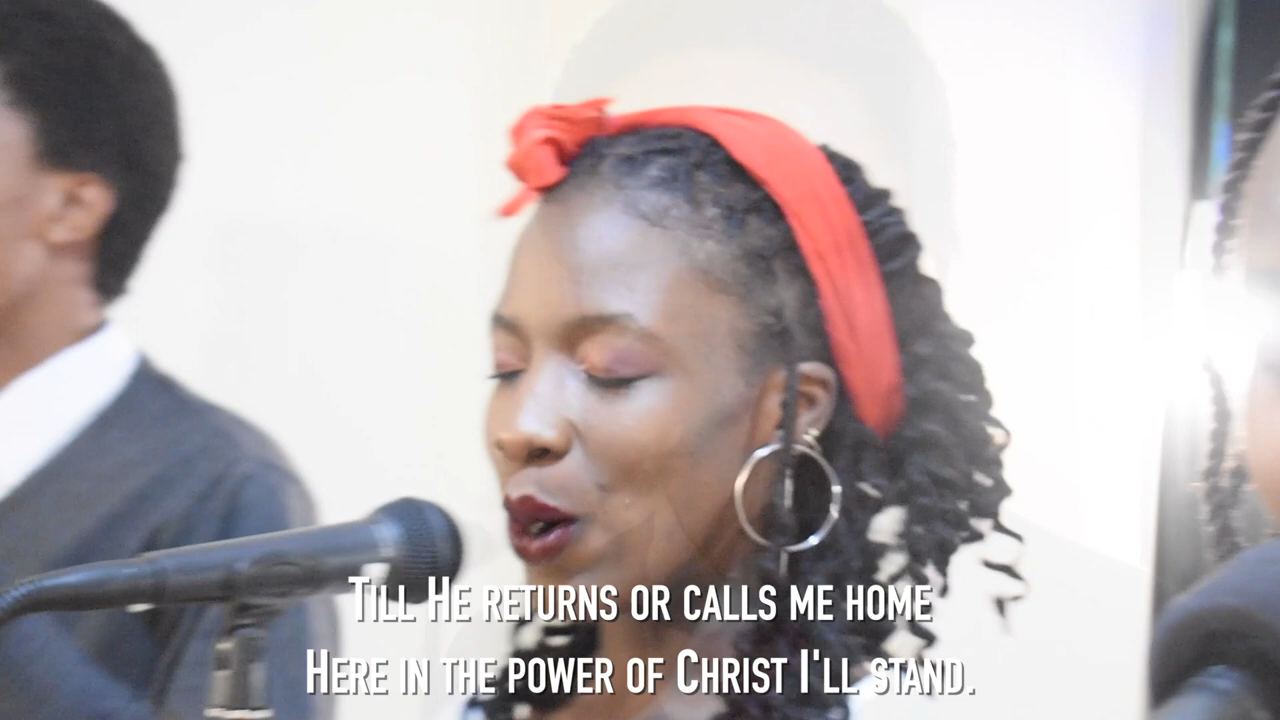 Till He returns or calls me home
Here in the power of Christ I'll stand.